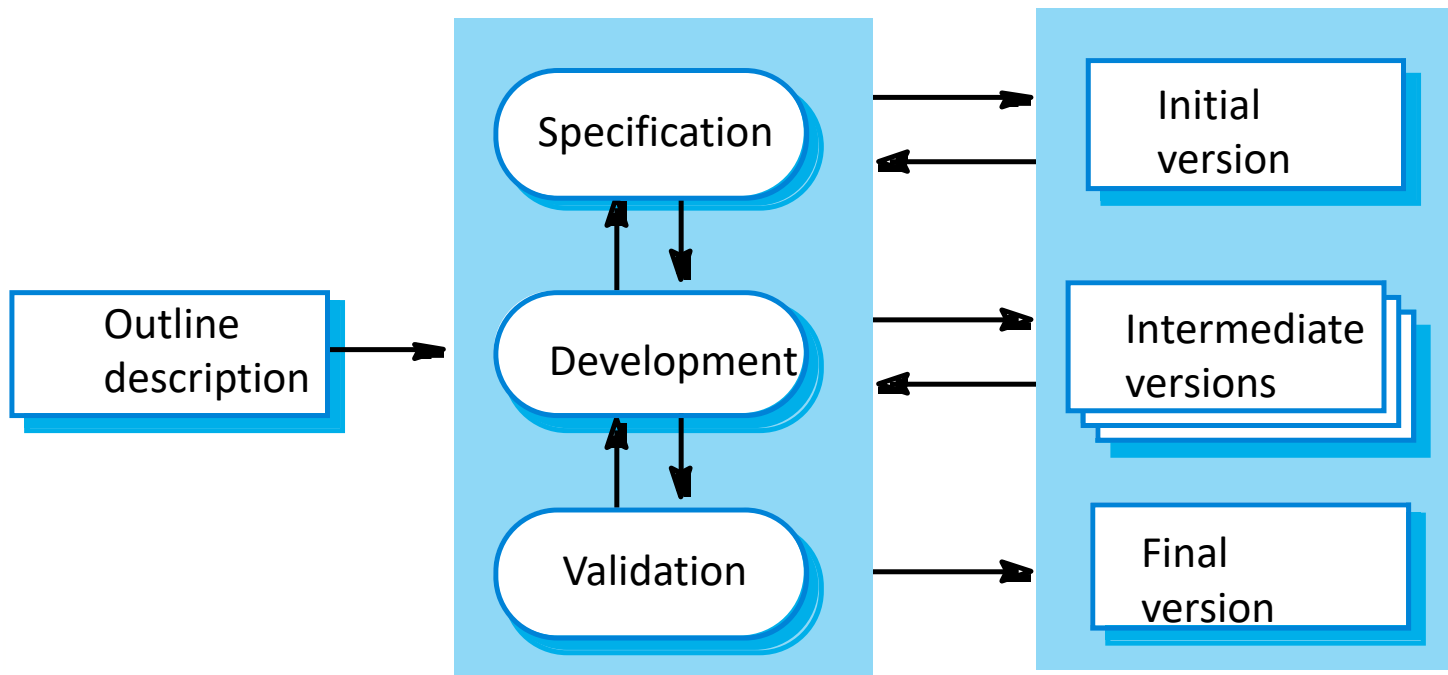 Outline
description
Specification
Development
Validation
Initial
version
Intermediate
versions
Final
version